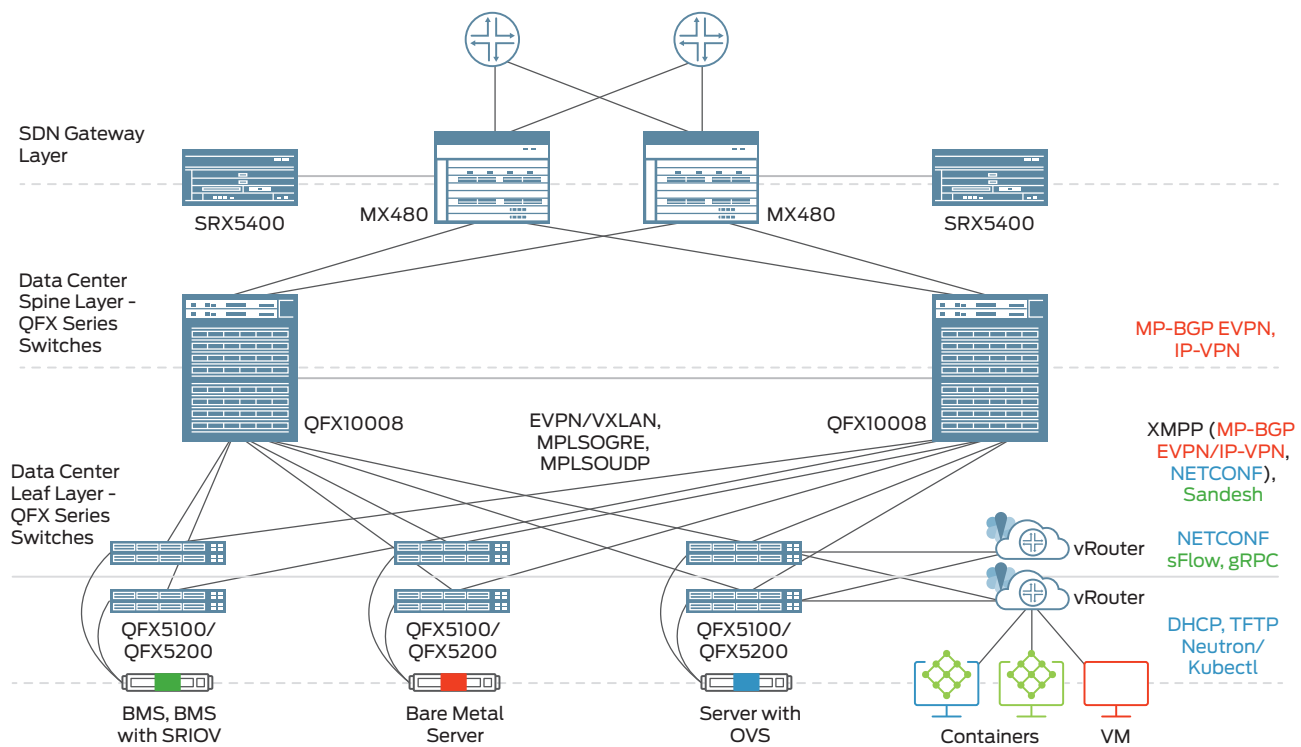 SDN Gateway
Layer
SRX5400
MX480
MX480
SRX5400
Data Center
Spine Layer -
QFX Series
Switches
MP-BGP EVPN,
IP-VPN
QFX10008
EVPN/VXLAN,
MPLSOGRE,
MPLSOUDP
QFX10008
XMPP (MP-BGP
EVPN/IP-VPN,
NETCONF),
Sandesh
Data Center
Leaf Layer -
QFX Series
Switches
vRouter
NETCONF
sFlow, gRPC
vRouter
QFX5100/
QFX5200
QFX5100/
QFX5200
QFX5100/
QFX5200
DHCP, TFTP
Neutron/
Kubectl
BMS, BMS
with SRIOV
Bare Metal
Server
Server with
OVS
Containers
VM